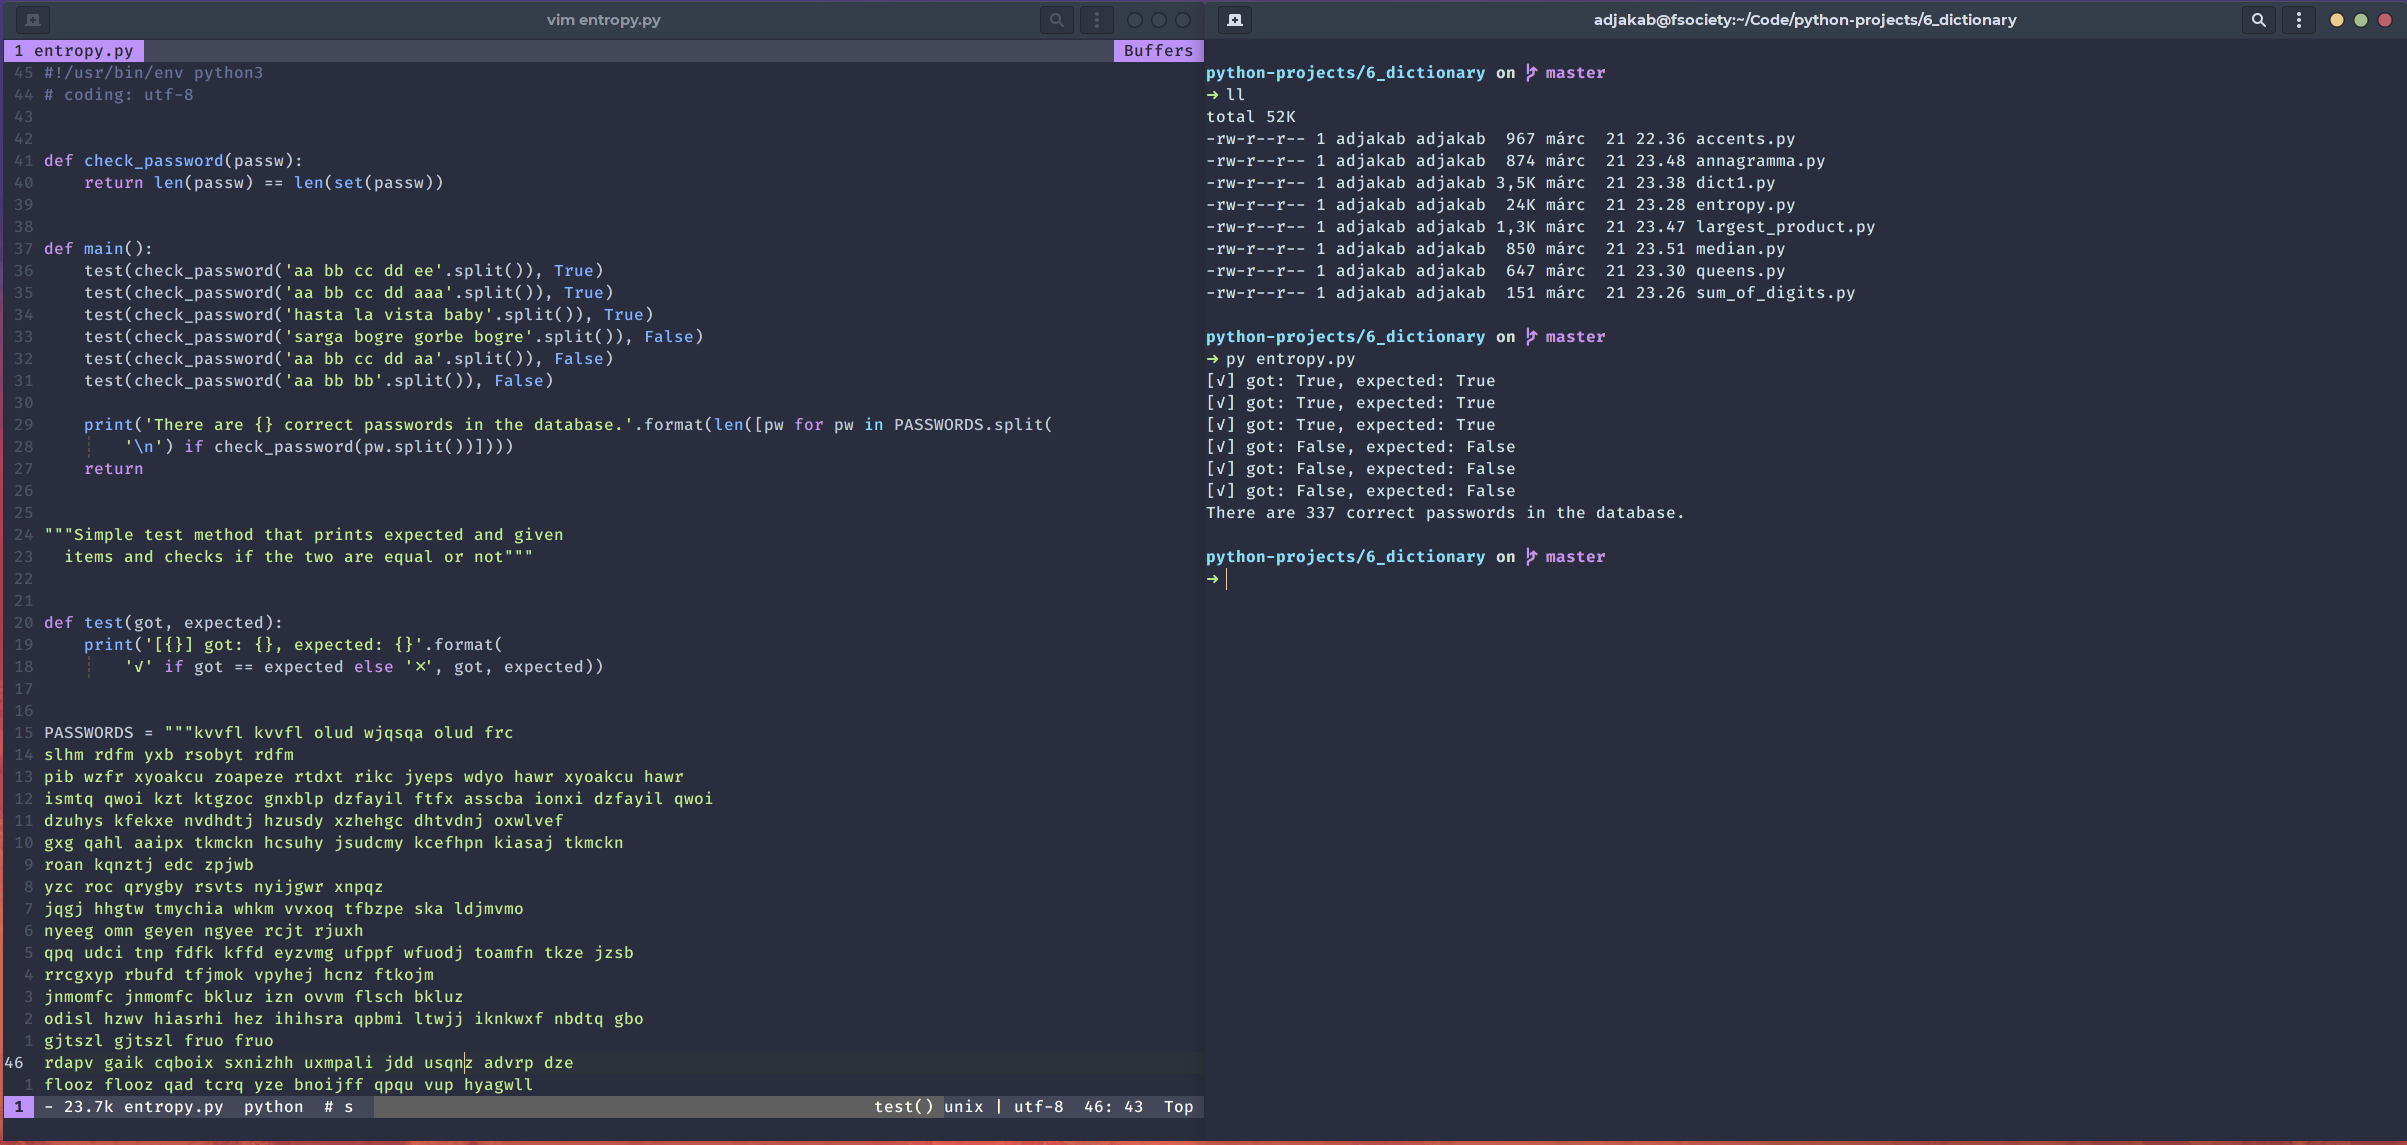 vim entropy.py
1 entropy.py Buffers
45 #!/usr/bin/env python3
44 # coding: utf-8
43
42
41 def check_password(passw):
40     return len(passw) == len(set(passw))
39
38
37 def main():
36     test(check_password('aa bb cc dd ee'.split()), True)
35     test(check_password('aa bb cc dd aaa'.split()), True)
34     test(check_password('hasta la vista baby'.split()), True)
33     test(check_password('sarga bogre gorbe bogre'.split()), False)
32     test(check_password('aa bb cc dd aa'.split()), False)
31     test(check_password('aa bb bb'.split()), False)
30
29     print('There are {} correct passwords in the database.'.format(len([pw for pw in PASSWORDS.split(
28         '\n') if check_password(pw.split())])))
27     return
26
25
24 """Simple test method that prints expected and given
23   items and checks if the two are equal or not"""
22
21
20 def test(got, expected):
19     print('[{}] got: {}, expected: {}'.format(
18         '√' if got == expected else '×', got, expected))
17
16
15 PASSWORDS = """kvvfl kvvfl olud wjqsqa olud frc
14 slhm rdfm yxb rsobyt rdfm
13 pib wzfr xyoakcu zoapeze rtdxt rikc jyeps wdyo hawr xyoakcu hawr
12 ismtq qwoi kzt ktgzoc gnxblp dzfayil ftfx asscba ionxi dzfayil qwoi
11 dzuhys kfekxe nvdhdtj hzusdy xzhehgc dhtvdnj oxwlvef
10 gxg qahl aaipx tkmckn hcsuhy jsudcmy kcefhpn kiasaj tkmckn
9 roan kqnztj edc zpjwb
8 yzc roc qrygby rsvts nyijgwr xnpqz
7 jqgj hhgtw tmychia whkm vvxoq tfbzpe ska ldjmvmo
6 nyeeg omn geyen ngyee rcjt rjuxh
5 qpq udci tnp fdfk kffd eyzvmg ufppf wfuodj toamfn tkze jzsb
4 rrcgxyp rbufd tfjmok vpyhej hcnz ftkojm
3 jnmomfc jnmomfc bkluz izn ovvm flsch bkluz
2 odisl hzwv hiasrhi hez ihihsra qpbmi ltwjj iknkwxf nbdtq gbo
1 gjtszl gjtszl fruo fruo
46 rdapv gaik cqboix sxnizhh uxmpali jdd usqnz advrp dze
1 flooz flooz qad tcrq yze bnoijff qpqu vup hyagwll
1 - 23.7k entropy.py python # s test() unix | utf-8 46: 43 Top
adjakab@fsociety:~/Code/python-projects/6_dictionary
python-projects/6_dictionary on master
➜ ll
total 52K
-rw-r--r-- 1 adjakab adjakab  967 márc  21 22.36 accents.py
-rw-r--r-- 1 adjakab adjakab  874 márc  21 23.48 annagramma.py
-rw-r--r-- 1 adjakab adjakab 3,5K márc  21 23.38 dict1.py
-rw-r--r-- 1 adjakab adjakab  24K márc  21 23.28 entropy.py
-rw-r--r-- 1 adjakab adjakab 1,3K márc  21 23.47 largest_product.py
-rw-r--r-- 1 adjakab adjakab  850 márc  21 23.51 median.py
-rw-r--r-- 1 adjakab adjakab  647 márc  21 23.30 queens.py
-rw-r--r-- 1 adjakab adjakab  151 márc  21 23.26 sum_of_digits.py
python-projects/6_dictionary on master
➜ py entropy.py
[√] got: True, expected: True
[√] got: True, expected: True
[√] got: True, expected: True
[√] got: False, expected: False
[√] got: False, expected: False
[√] got: False, expected: False
There are 337 correct passwords in the database.
python-projects/6_dictionary on master
➜